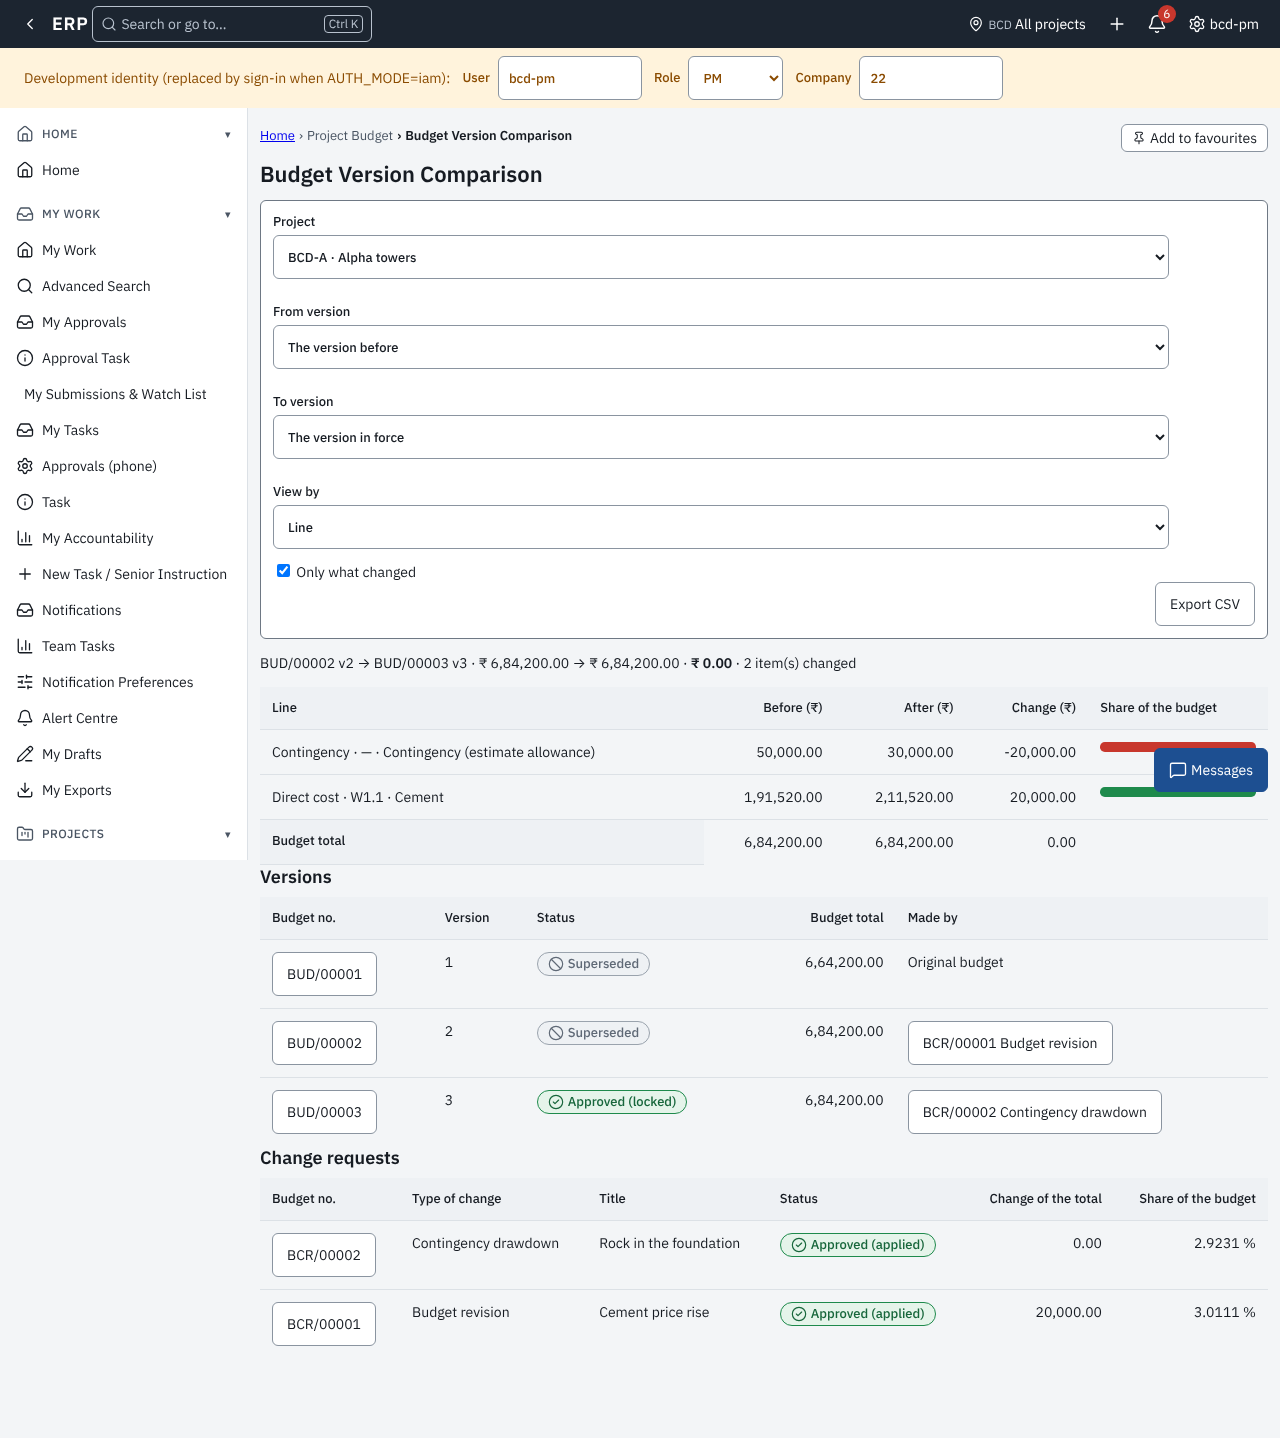 ERP
Search or go to...
Ctrl K
BCD All projects
6
bcd-pm
Development identity (replaced by sign-in when AUTH_MODE=iam):
User
bcd-pm
Role
PM
Company
22
HOME
Home
MY WORK
My Work
Advanced Search
My Approvals
Approval Task
My Submissions & Watch List
My Tasks
Approvals (phone)
Task
My Accountability
New Task / Senior Instruction
Notifications
Team Tasks
Notification Preferences
Alert Centre
My Drafts
My Exports
PROJECTS
Home › Project Budget › Budget Version Comparison
Add to favourites
Budget Version Comparison
Project
BCD-A · Alpha towers
From version
The version before
To version
The version in force
View by
Line
Only what changed
Export CSV
BUD/00002 v2 → BUD/00003 v3 · ₹ 6,84,200.00 → ₹ 6,84,200.00 · ₹ 0.00 · 2 item(s) changed
Line Before (₹) After (₹) Change (₹) Share of the budget
Contingency · — · Contingency (estimate allowance) 50,000.00 30,000.00 -20,000.00
Messages
Direct cost · W1.1 · Cement 1,91,520.00 2,11,520.00 20,000.00
Budget total 6,84,200.00 6,84,200.00 0.00
Versions
Budget no. Version Status Budget total Made by
BUD/00001 1 Superseded 6,64,200.00 Original budget
BUD/00002 2 Superseded 6,84,200.00 BCR/00001 Budget revision
BUD/00003 3 Approved (locked) 6,84,200.00 BCR/00002 Contingency drawdown
Change requests
Budget no. Type of change Title Status Change of the total Share of the budget
BCR/00002 Contingency drawdown Rock in the foundation Approved (applied) 0.00 2.9231 %
BCR/00001 Budget revision Cement price rise Approved (applied) 20,000.00 3.0111 %